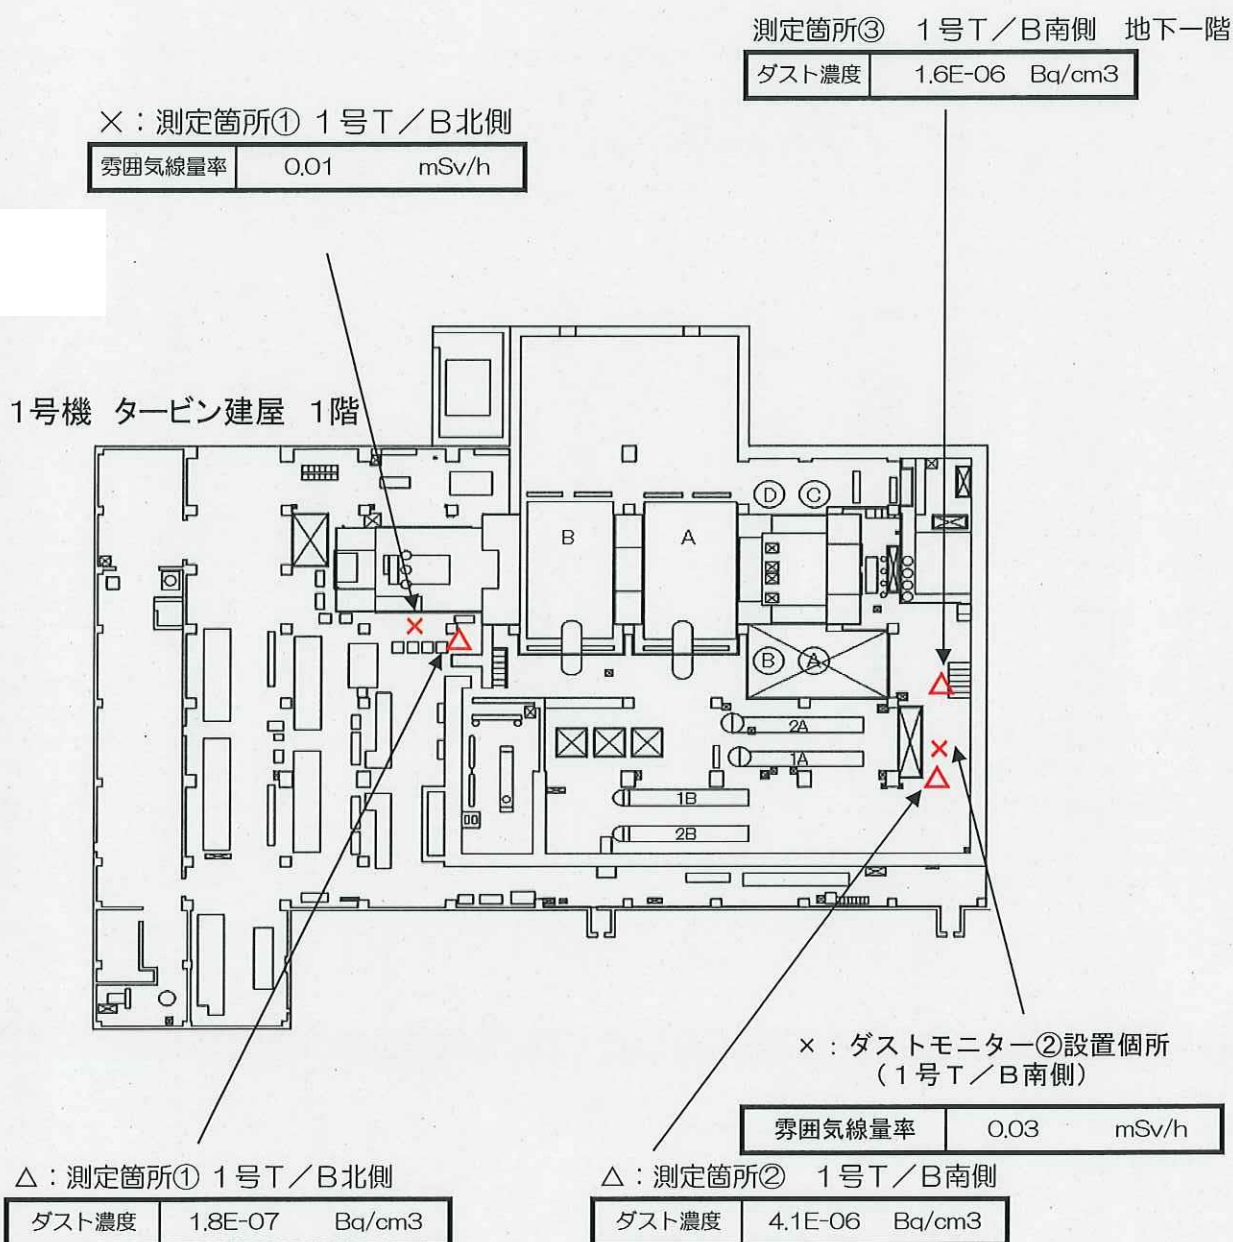 測定箇所③ 1号T／B南側 地下一階
ダスト濃度 1.6E-06 Bq/cm3
×：測定箇所① 1号T／B北側
雰囲気線量率 0.01 mSv/h
1号機 タービン建屋 1階
D C
B A
B A
2A
1A
1B
2B
×：ダストモニター②設置個所
（1号T／B南側）
雰囲気線量率 0.03 mSv/h
△：測定箇所① 1号T／B北側
ダスト濃度 1.8E-07 Bq/cm3
△：測定箇所② 1号T／B南側
ダスト濃度 4.1E-06 Bq/cm3